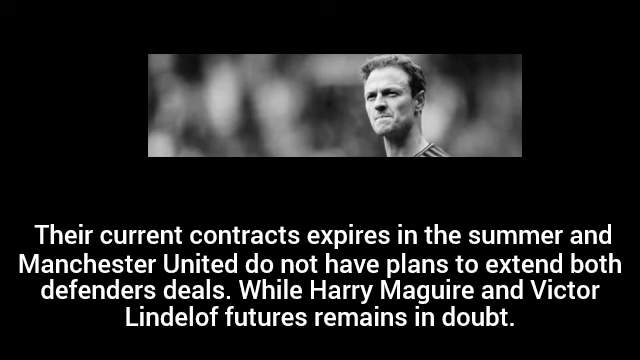 Their current contracts expires in the summer and
Manchester United do not have plans to extend both
defenders deals. While Harry Maguire and Victor
Lindelof futures remains in doubt.